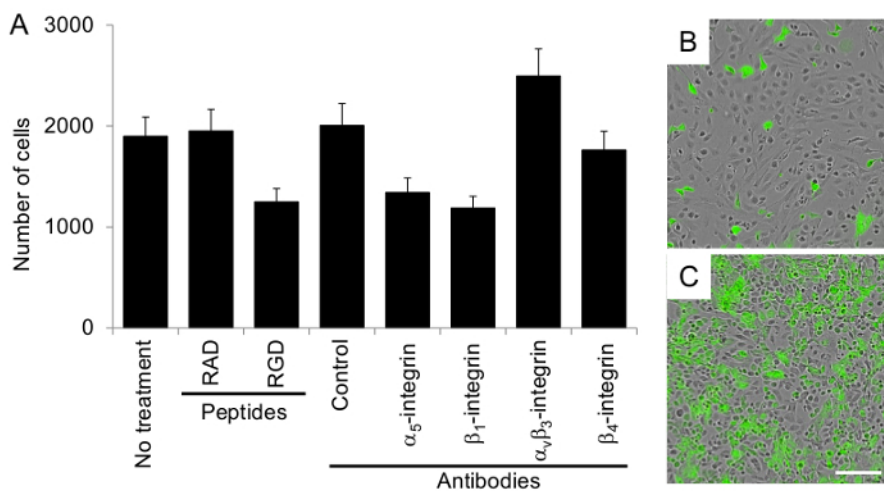 A
Number of cells
3000
2000
1000
0
No treatment
RAD
RGD
Control
α₅-integrin
β₁-integrin
αᵥβ₃-integrin
β₄-integrin
Peptides
Antibodies
B
C